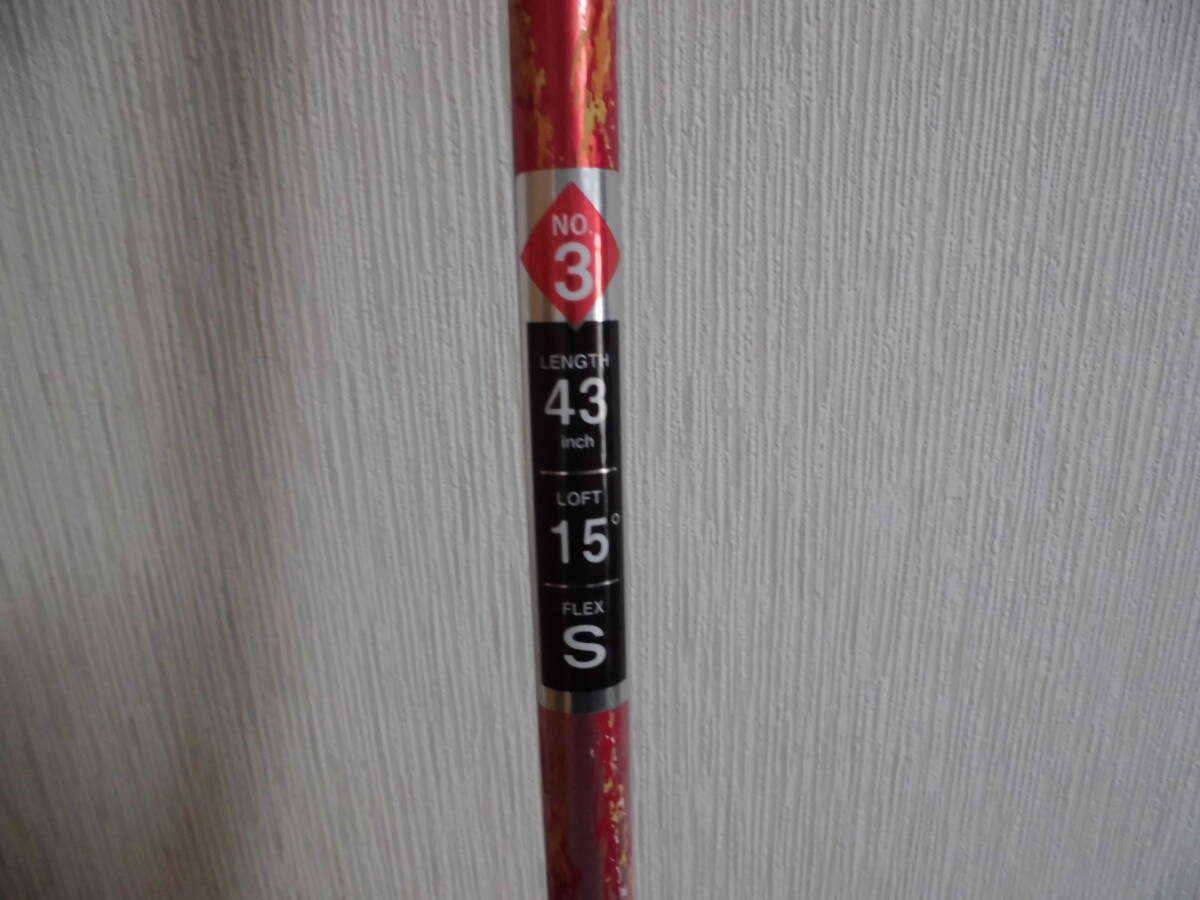 NO.
3
LENGTH
43
inch
LOFT
15°
FLEX
S